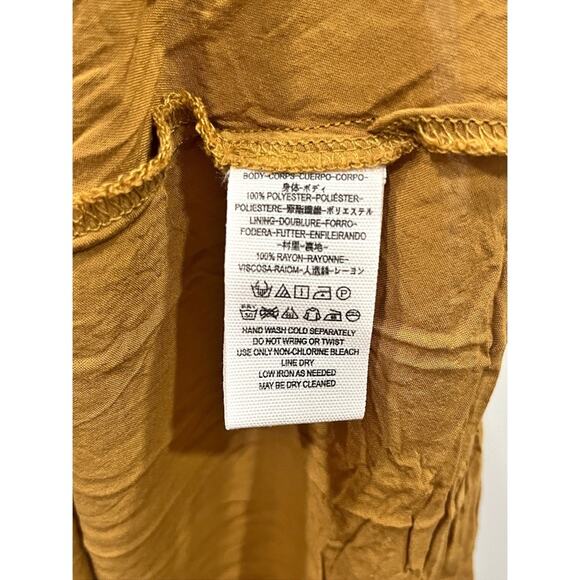 BODY-CORPS-CUERPO-CORPO-
身体-ボディ
100% POLYESTER-POLIÉSTER-
POLIESTERE-聚脂纖維-ポリエステル
LINING-DOUBLURE-FORRO-
FODERA-FUTTER-ENFILEIRANDO
-村里-裏地-
100% RAYON-RAYONNE-
VISCOSA-RAIOM-人造絲-レーヨン
HAND WASH COLD SEPARATELY
DO NOT WRING OR TWIST
USE ONLY NON-CHLORINE BLEACH
LINE DRY
LOW IRON AS NEEDED
MAY BE DRY CLEANED